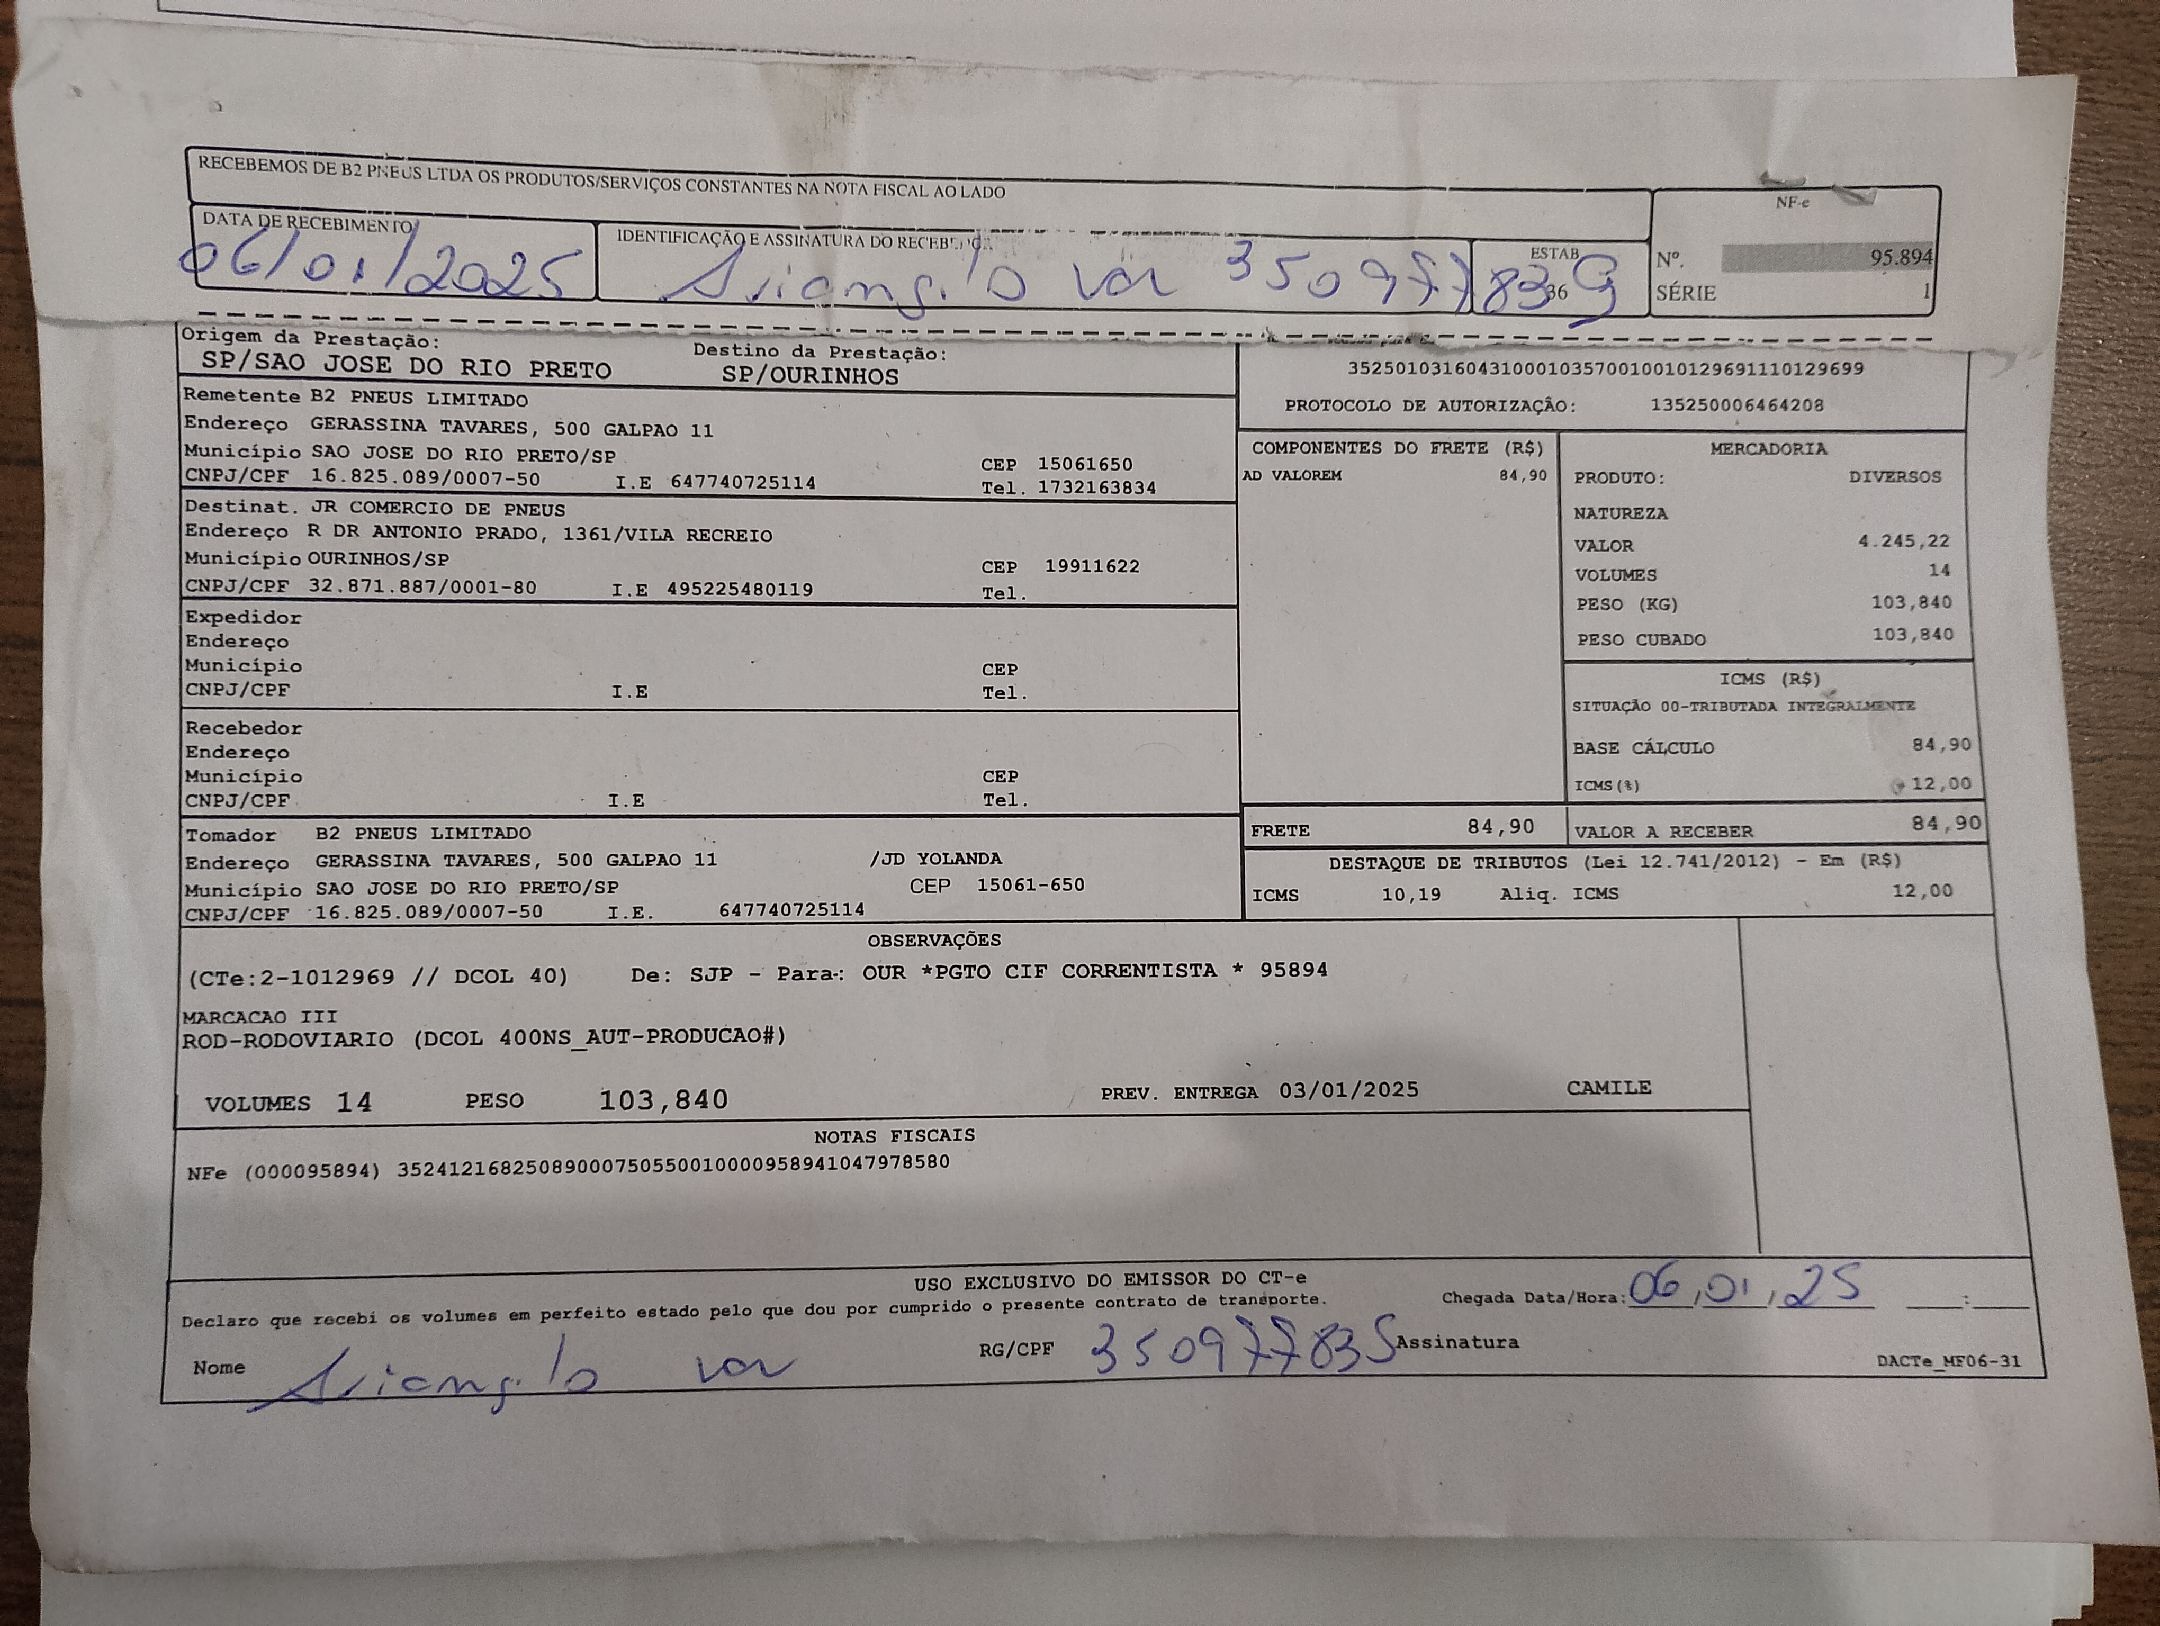 RECEBEMOS DE B2 PNEUS LTDA OS PRODUTOS/SERVIÇOS CONSTANTES NA NOTA FISCAL AO LADO
DATA DE RECEBIMENTO
06/01/2025
IDENTIFICAÇÃO E ASSINATURA DO
350977835
ESTAB
36
NF-e
Nº. 95.894
SÉRIE 1
Origem da Prestação:
SP/SAO JOSE DO RIO PRETO
Destino da Prestação:
SP/OURINHOS
35250103160431000103570010010129691110129699
PROTOCOLO DE AUTORIZAÇÃO: 135250006464208
Remetente B2 PNEUS LIMITADO
Endereço GERASSINA TAVARES, 500 GALPAO 11
Município SAO JOSE DO RIO PRETO/SP CEP 15061650
CNPJ/CPF 16.825.089/0007-50 I.E 647740725114 Tel. 1732163834
Destinat. JR COMERCIO DE PNEUS
Endereço R DR ANTONIO PRADO, 1361/VILA RECREIO
Município OURINHOS/SP CEP 19911622
CNPJ/CPF 32.871.887/0001-80 I.E 495225480119 Tel.
Expedidor
Endereço
Município CEP
CNPJ/CPF I.E Tel.
Recebedor
Endereço
Município CEP
CNPJ/CPF I.E Tel.
Tomador B2 PNEUS LIMITADO
Endereço GERASSINA TAVARES, 500 GALPAO 11 /JD YOLANDA
Município SAO JOSE DO RIO PRETO/SP CEP 15061-650
CNPJ/CPF 16.825.089/0007-50 I.E. 647740725114
COMPONENTES DO FRETE (R$)
AD VALOREM 84,90
MERCADORIA
PRODUTO: DIVERSOS
NATUREZA
VALOR 4.245,22
VOLUMES 14
PESO (KG) 103,840
PESO CUBADO 103,840
ICMS (R$)
SITUAÇÃO 00-TRIBUTADA INTEGRALMENTE
BASE CÁLCULO 84,90
ICMS(%) 12,00
FRETE 84,90 VALOR A RECEBER 84,90
DESTAQUE DE TRIBUTOS (Lei 12.741/2012) - Em (R$)
ICMS 10,19 Aliq. ICMS 12,00
OBSERVAÇÕES
(CTe:2-1012969 // DCOL 40) De: SJP - Para-: OUR *PGTO CIF CORRENTISTA * 95894
MARCACAO III
ROD-RODOVIARIO (DCOL 400NS_AUT-PRODUCAO#)
VOLUMES 14 PESO 103,840 PREV. ENTREGA 03/01/2025 CAMILE
NOTAS FISCAIS
NFe (000095894) 35241216825089000750550010000958941047978580
USO EXCLUSIVO DO EMISSOR DO CT-e
Declaro que recebi os volumes em perfeito estado pelo que dou por cumprido o presente contrato de transporte.
Chegada Data/Hora: 06,01,25 :
Nome
RG/CPF 350977835 Assinatura
DACTe_MF06-31